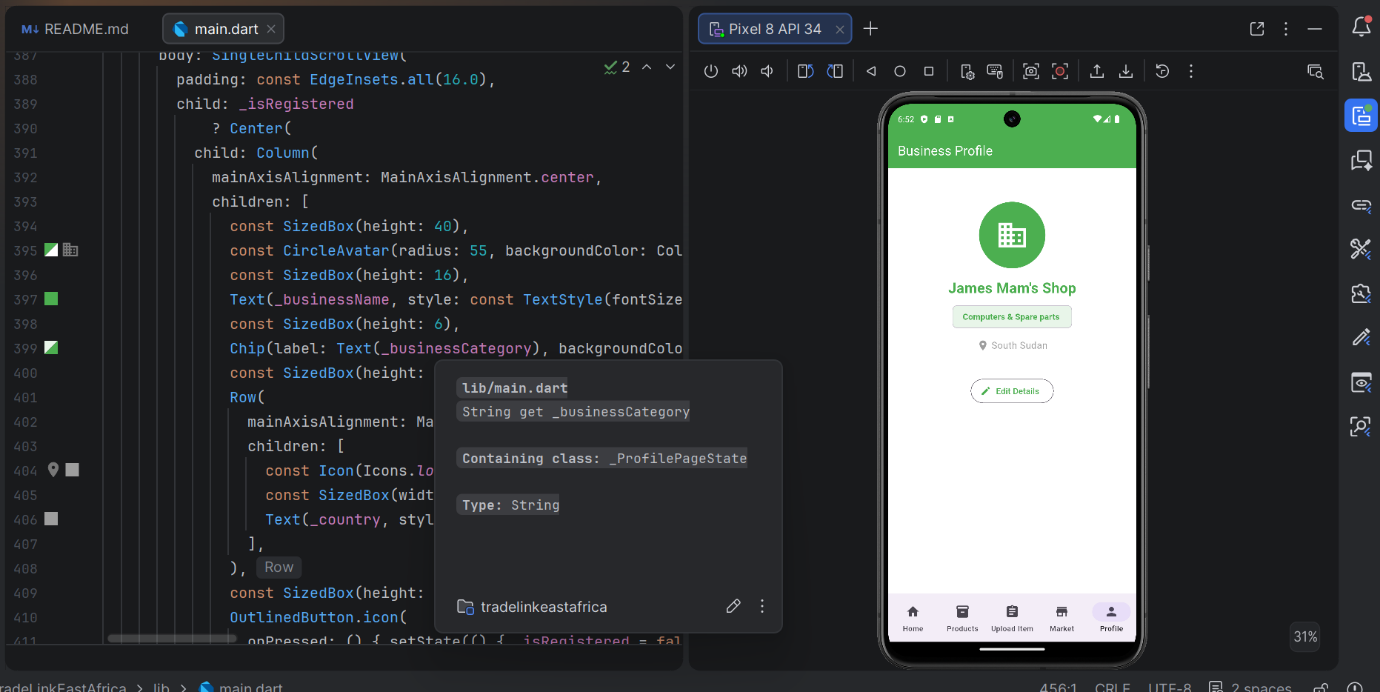 README.md
main.dart
2
387 body: SingleChildScrollView(
388 padding: const EdgeInsets.all(16.0),
389 child: _isRegistered
390 ? Center(
391 child: Column(
392 mainAxisAlignment: MainAxisAlignment.center,
393 children: [
394 const SizedBox(height: 40),
395 const CircleAvatar(radius: 55, backgroundColor: Col
396 const SizedBox(height: 16),
397 Text(_businessName, style: const TextStyle(fontSize
398 const SizedBox(height: 6),
399 Chip(label: Text(_businessCategory), backgroundColo
400 const SizedBox(height:
401 Row(
402 mainAxisAlignment: Ma
403 children: [
404 const Icon(Icons.lo
405 const SizedBox(widt
406 Text(_country, styl
407 ],
408 ), Row
409 const SizedBox(height:
410 OutlinedButton.icon(
411 onPressed: () { setState(() { _isRegistered = fal
lib/main.dart
String get _businessCategory
Containing class: _ProfilePageState
Type: String
tradelinkeastafrica
Pixel 8 API 34
6:52
Business Profile
James Mam's Shop
Computers & Spare parts
South Sudan
Edit Details
Home Products Upload Item Market Profile
31%
radeLinkEastAfrica > lib > main.dart
456:1 CRLF UTF-8 2 spaces